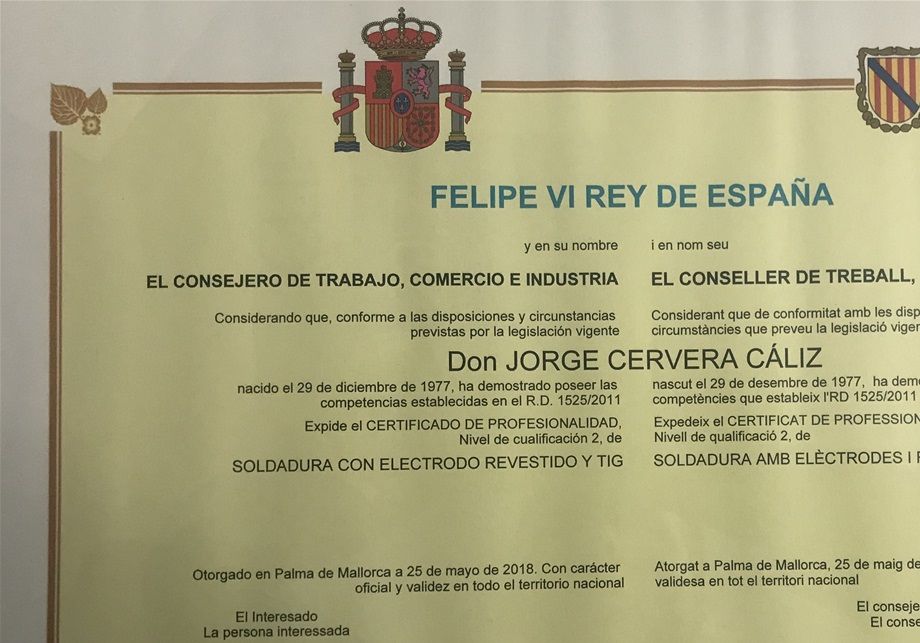 FELIPE VI REY DE ESPAÑA
y en su nombre
i en nom seu
EL CONSEJERO DE TRABAJO, COMERCIO E INDUSTRIA
EL CONSELLER DE TREBALL,
Considerando que, conforme a las disposiciones y circunstancias
previstas por la legislación vigente
Considerant que de conformitat amb les
circumstàncies que preveu la legislació
Don JORGE CERVERA CÁLIZ
nacido el 29 de diciembre de 1977, ha demostrado poseer las
competencias establecidas en el R.D. 1525/2011
nascut el 29 de desembre de 1977, ha
competències que estableix l'RD 1525/2011
Expide el CERTIFICADO DE PROFESIONALIDAD,
Nivel de cualificación 2, de
Expedeix el CERTIFICAT DE
Nivell de qualificació 2, de
SOLDADURA CON ELECTRODO REVESTIDO Y TIG
SOLDADURA AMB ELÈCTRODES I
Otorgado en Palma de Mallorca a 25 de mayo de 2018. Con carácter
oficial y validez en todo el territorio nacional
Atorgat a Palma de Mallorca, 25 de maig de
validesa en tot el territori nacional
El Interesado
La persona interessada
El
El